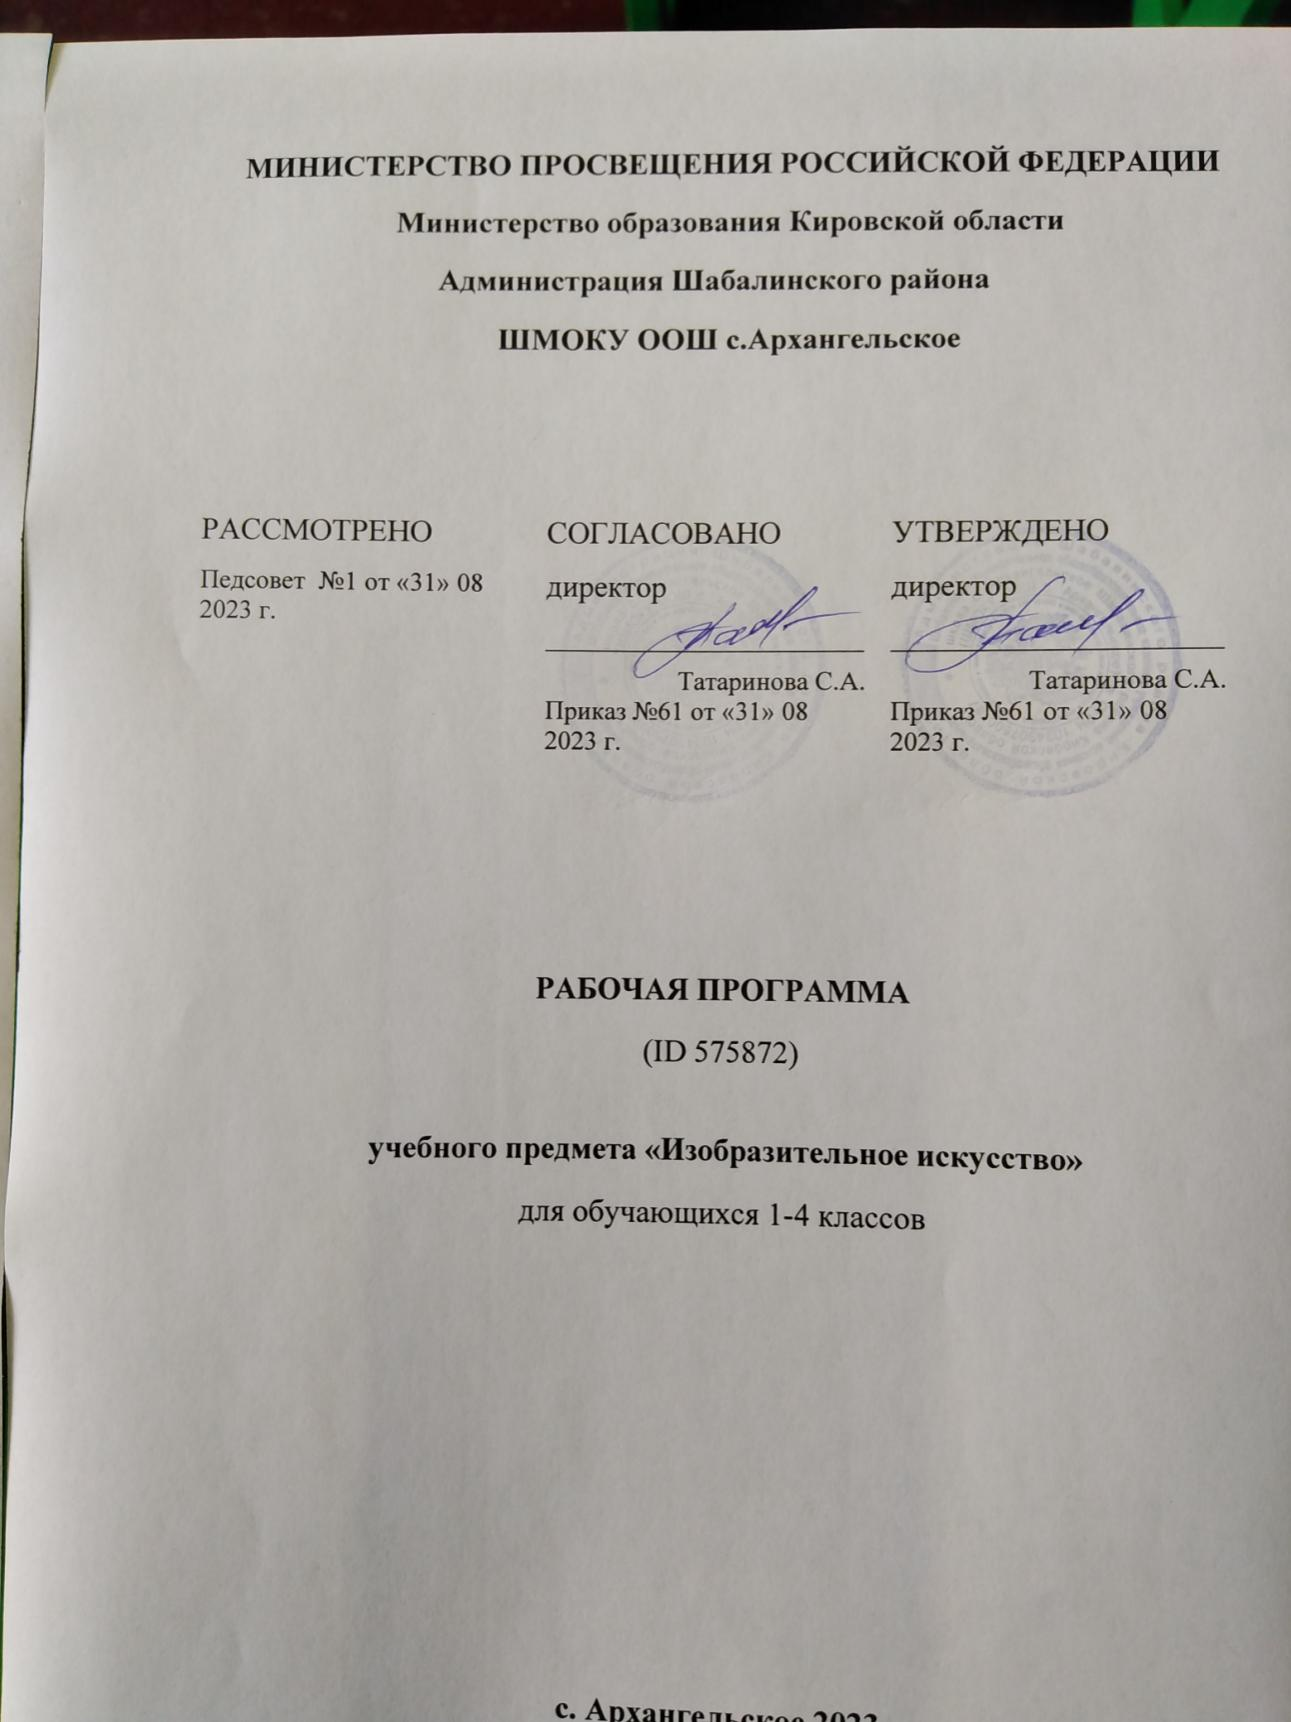 МИНИСТЕРСТВО ПРОСВЕЩЕНИЯ РОССИЙСКОЙ ФЕДЕРАЦИИ
Министерство образования Кировской области
Администрация Шабалинского района
ШМОКУ ООШ с.Архангельское
РАССМОТРЕНО
Педсовет №1 от «31» 08
2023 г.
СОГЛАСОВАНО
директор
Татаринова С.А.
Приказ №61 от «31» 08
2023 г.
УТВЕРЖДЕНО
директор
Татаринова С.А.
Приказ №61 от «31» 08
2023 г.
РАБОЧАЯ ПРОГРАММА
(ID 575872)
учебного предмета «Изобразительное искусство»
для обучающихся 1-4 классов
с. Архангельское 2023